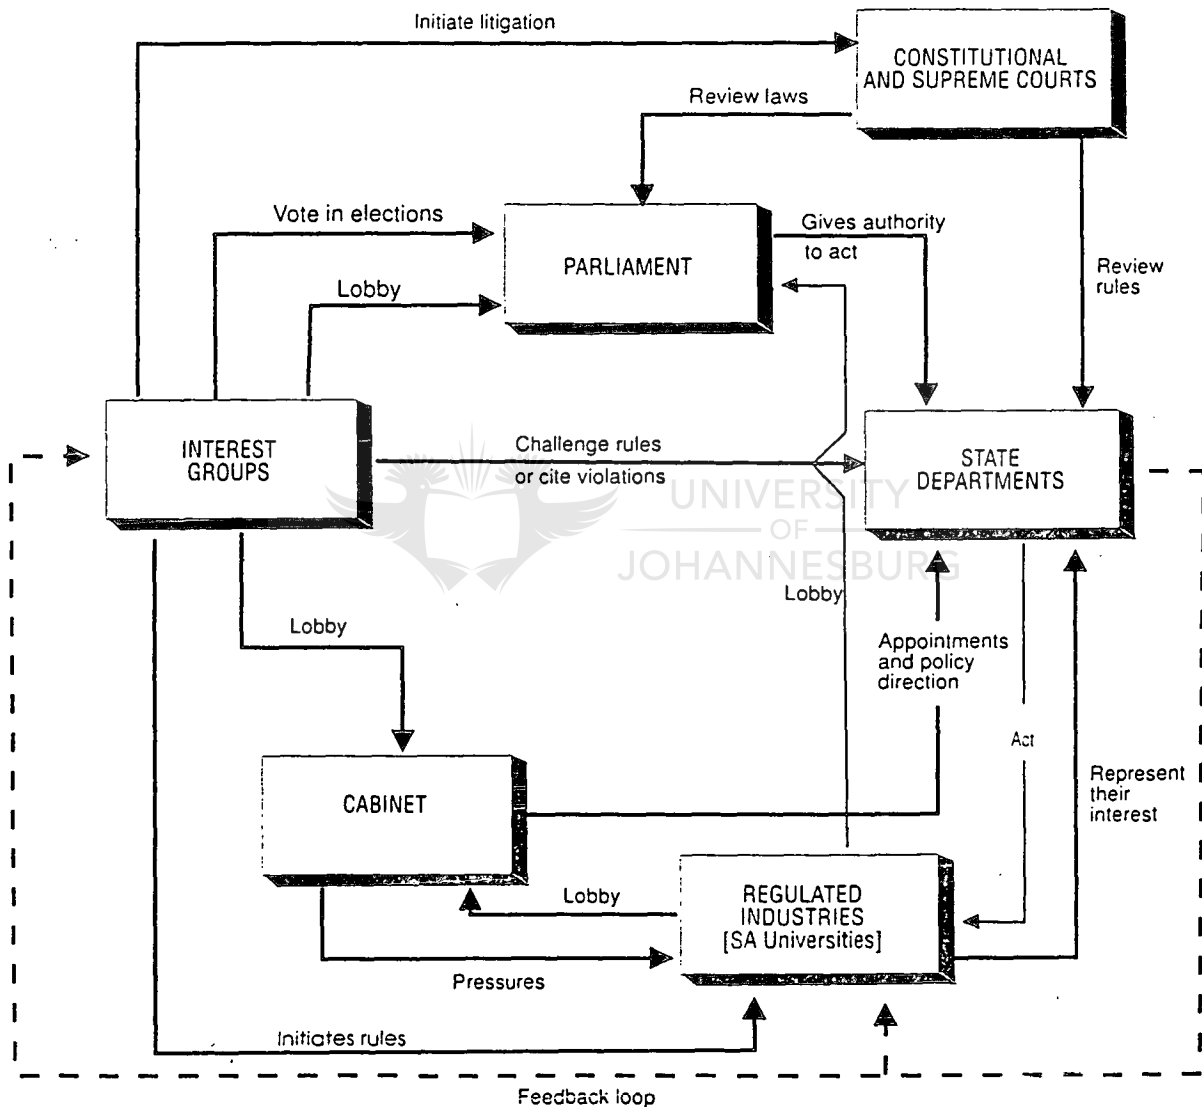 Initiate litigation
CONSTITUTIONAL
AND SUPREME COURTS
Review laws
Vote in elections
Gives authority
to act
PARLIAMENT
Review
rules
Lobby
INTEREST
GROUPS
Challenge rules
or cite violations
STATE
DEPARTMENTS
UNIVERSITY
OF
JOHANNESBURG
Lobby
Lobby
Appointments
and policy
direction
Act
Represent
their
interest
CABINET
Lobby
REGULATED
INDUSTRIES
[SA Universities]
Pressures
Initiates rules
Feedback loop